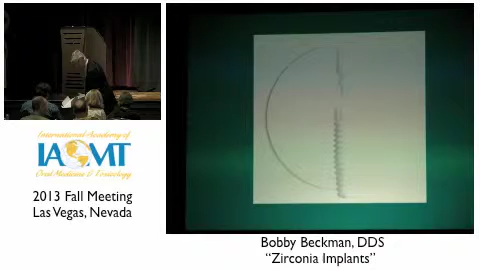 International Academy of
IAOMT
Oral Medicine & Toxicology
2013 Fall Meeting
Las Vegas, Nevada
Bobby Beckman, DDS
"Zirconia Implants"